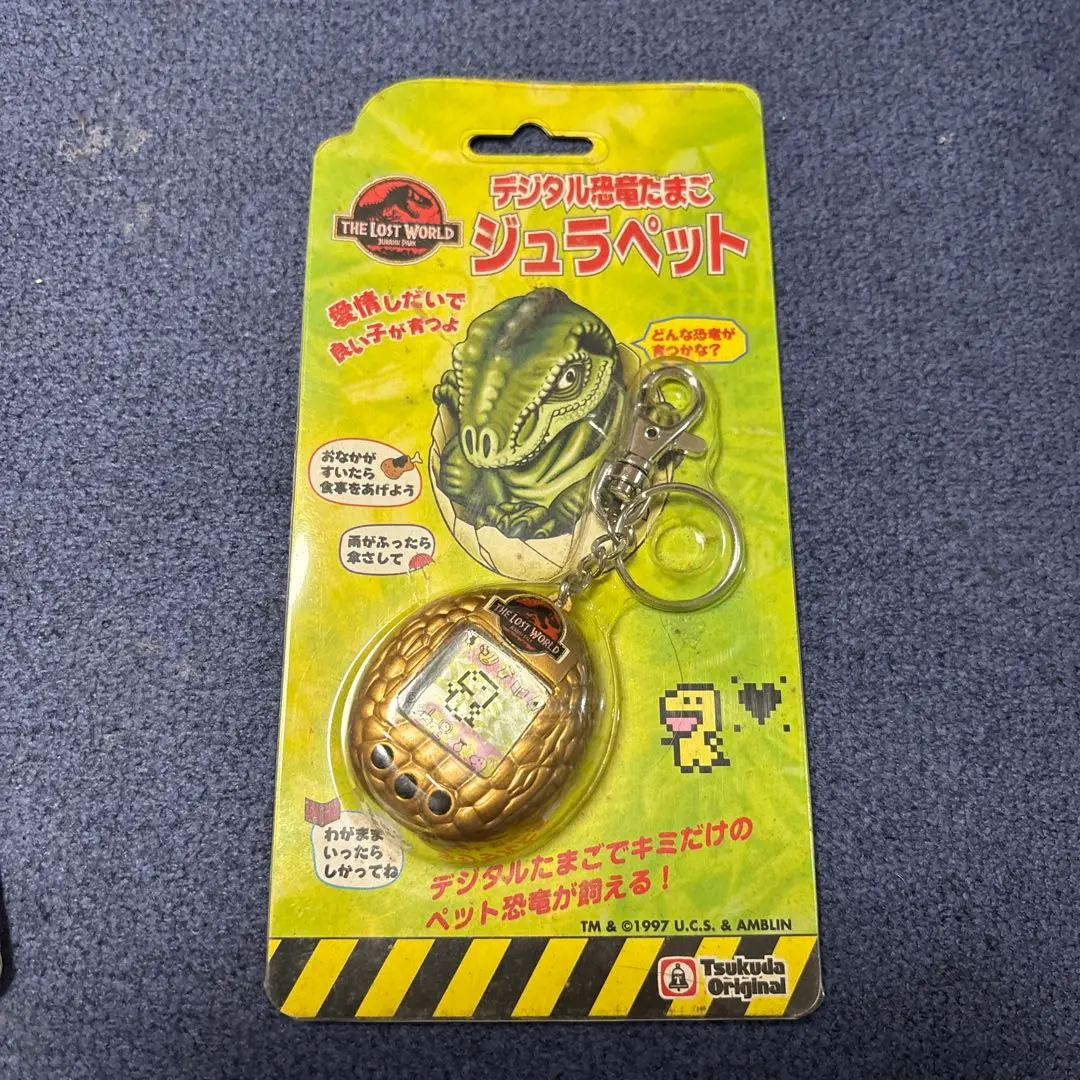 デジタル恐竜たまご
ジュラペット
THE LOST WORLD
JURASSIC PARK
愛情しだいで
良い子が育つよ
どんな恐竜が
育つかな?
おなかが
すいたら
食事をあげよう
雨がふったら
傘さして
THE LOST WORLD
JURASSIC PARK
わがまま
いったら
しかってね
デジタルたまごでキミだけの
ペット恐竜が飼える!
TM & ©1997 U.C.S. & AMBLIN
Tsukuda
Original